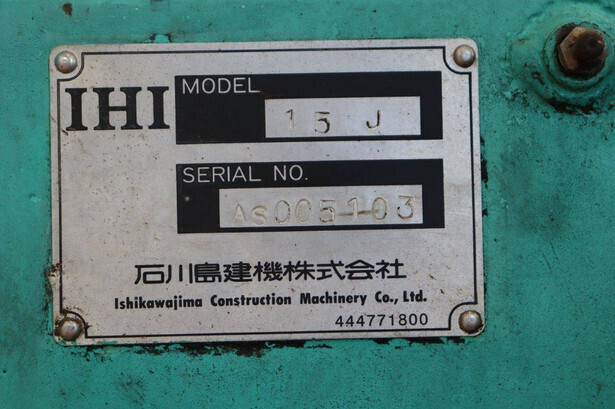 IHI
MODEL
15 J
SERIAL NO.
AS005103
石川島建機株式会社
Ishikawajima Construction Machinery Co., Ltd.
444771800